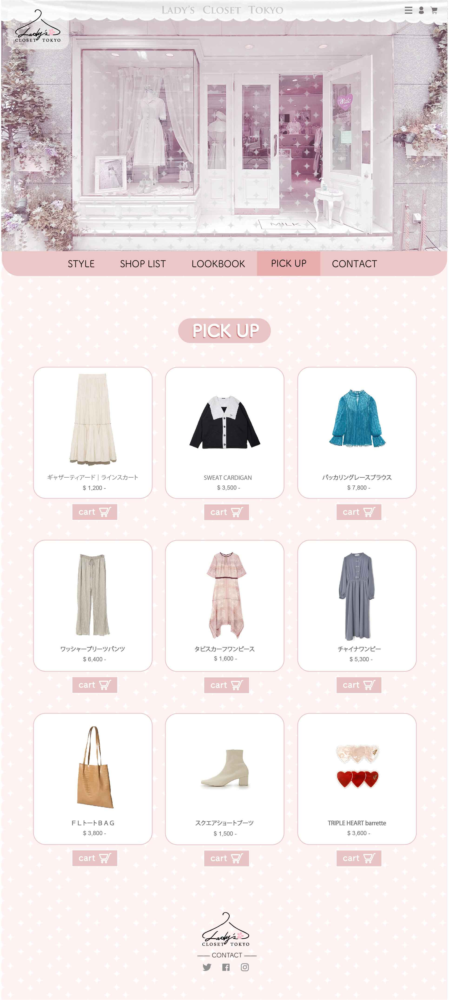 LADY'S CLOSET TOKYO
Lady's
CLOSET TOKYO
Sale
MILK
STYLE SHOP LIST LOOKBOOK PICK UP CONTACT
PICK UP
ギャザーティアード｜ラインスカート
$ 1,200 -
SWEAT CARDIGAN
$ 3,500 -
パッカリングレースブラウス
$ 7,800 -
cart
cart
cart
ワッシャープリーツパンツ
$ 6,400 -
タビスカーフワンピース
$ 1,600 -
チャイナワンピー
$ 5,300 -
cart
cart
cart
ＦＬトートＢＡＧ
$ 3,800 -
スクエアショートブーツ
$ 1,500 -
TRIPLE HEART barrette
$ 3,600 -
cart
cart
cart
Lady's
CLOSET TOKYO
CONTACT